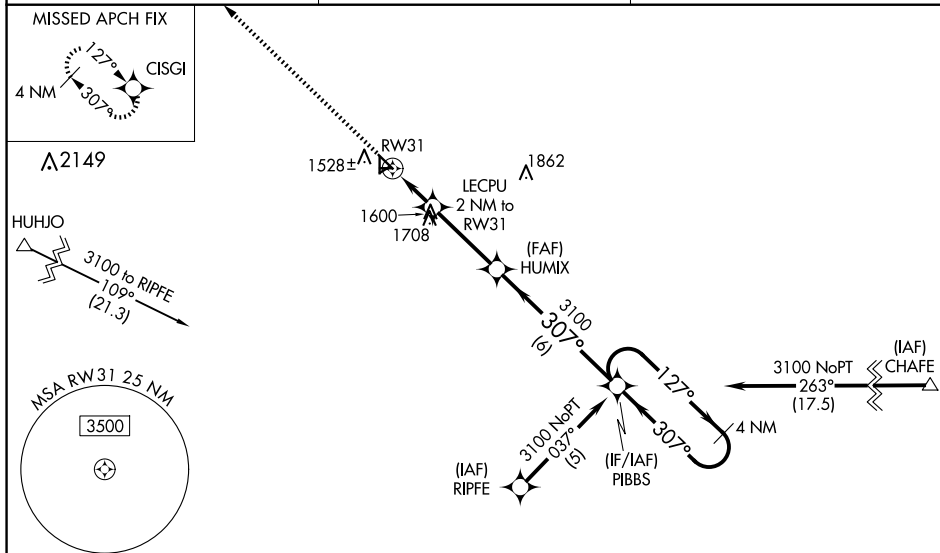 MISSED APCH FIX
127°
CISGI
4 NM
307°
2149
RW31
1528±
1862
LECPU
2 NM to
RW31
1600
1708
HUHJO
3100 to RIPFE
109°
(21.3)
(FAF)
HUMIX
3100
307°
(6)
MSA RW31 25 NM
3500
127°
4 NM
307°
3100 NoPT
263°
(17.5)
(IAF)
CHAFE
3100 NoPT
037°
(5)
(IF/IAF)
PIBBS
(IAF)
RIPFE